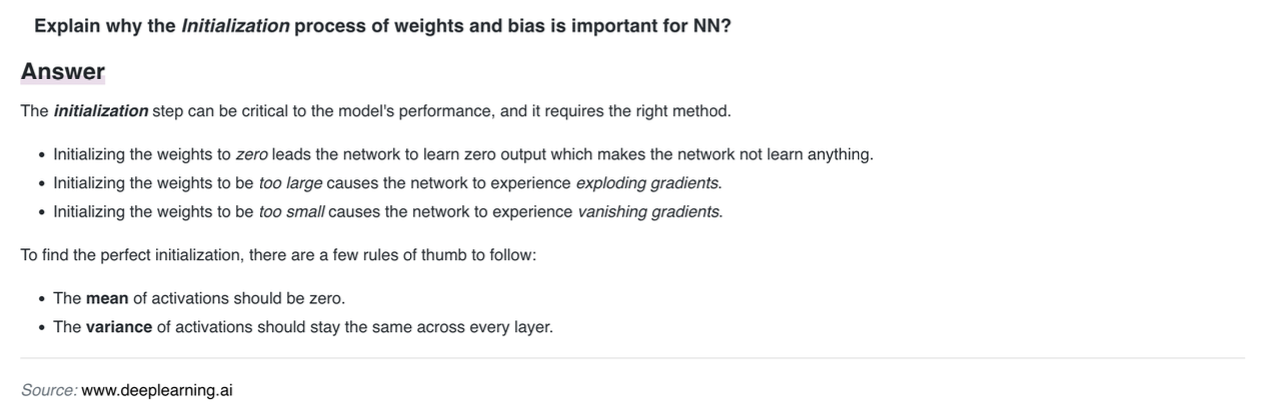 Explain why the Initialization process of weights and bias is important for NN?
Answer
The initialization step can be critical to the model's performance, and it requires the right method.
• Initializing the weights to zero leads the network to learn zero output which makes the network not learn anything.
• Initializing the weights to be too large causes the network to experience exploding gradients.
• Initializing the weights to be too small causes the network to experience vanishing gradients.
To find the perfect initialization, there are a few rules of thumb to follow:
• The mean of activations should be zero.
• The variance of activations should stay the same across every layer.
Source: www.deeplearning.ai